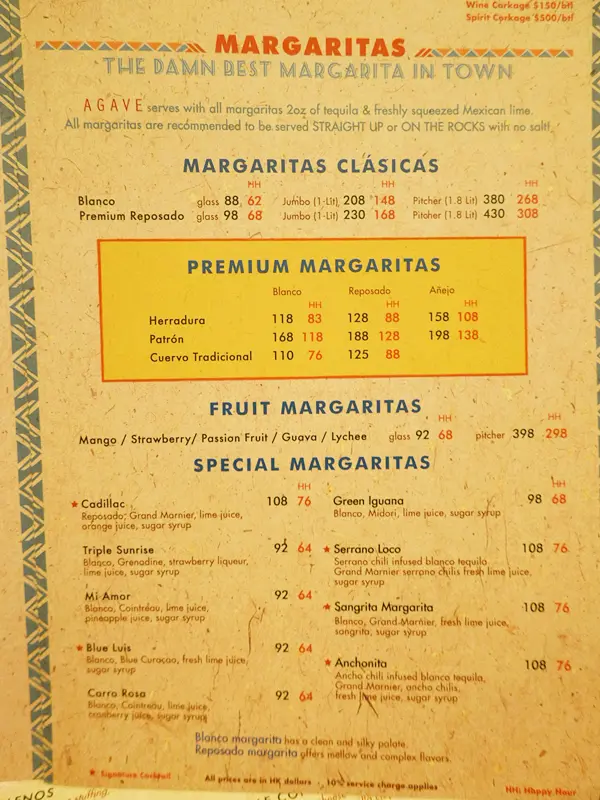 Wine Corkage $150/btl
Spirit Corkage $500/btl
MARGARITAS
THE DAMN BEST MARGARITA IN TOWN
AGAVE serves with all margaritas 2oz of tequila & freshly squeezed Mexican lime.
All margaritas are recommended to be served STRAIGHT UP or ON THE ROCKS with no salt!
MARGARITAS CLÁSICAS
HH HH HH
Blanco glass 88 62 Jumbo (1-Lit) 208 148 Pitcher (1.8 Lit) 380 268
Premium Reposado glass 98 68 Jumbo (1-Lit) 230 168 Pitcher (1.8 Lit) 430 308
PREMIUM MARGARITAS
Blanco Reposado Añejo
HH HH HH
Herradura 118 83 128 88 158 108
Patrón 168 118 188 128 198 138
Cuervo Tradicional 110 76 125 88
FRUIT MARGARITAS
HH HH
Mango / Strawberry/ Passion Fruit / Guava / Lychee glass 92 68 pitcher 398 298
SPECIAL MARGARITAS
HH
Cadillac 108 76
Reposado, Grand Marnier, lime juice,
orange juice, sugar syrup
Triple Sunrise 92 64
Blanco, Grenadine, strawberry liqueur,
lime juice, sugar syrup
Mi Amor 92 64
Blanco, Cointreau, lime juice,
pineapple juice, sugar syrup
Blue Luis 92 64
Blanco, Blue Curaçao, fresh lime juice,
sugar syrup
Carro Rosa 92 64
Blanco, Cointreau, lime juice,
cranberry juice, sugar syrup
HH
Green Iguana 98 68
Blanco, Midori, lime juice, sugar syrup
Serrano Loco 108 76
Serrano chili infused blanco tequila
Grand Marnier serrano chilis fresh lime juice,
sugar syrup
Sangrita Margarita 108 76
Blanco, Grand Marnier, fresh lime juice,
sangrita, sugar syrup
Anchonita 108 76
Ancho chili infused blanco tequila,
Grand Marnier, ancho chilis,
fresh lime juice, sugar syrup
Blanco margarita has a clean and silky palate.
Reposado margarita offers mellow and complex flavors.
Signature Cocktail
All prices are in HK dollars 10% service charge applies
HH: Happy Hour